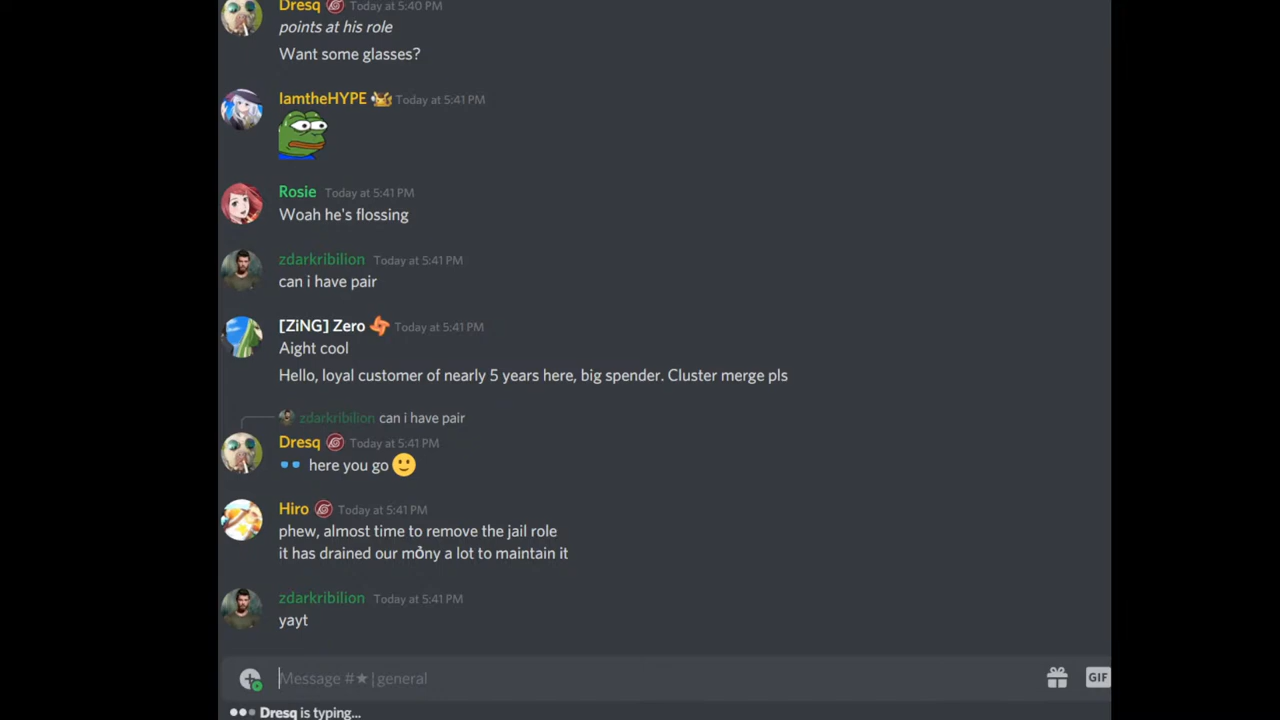 Dresq Today at 5:40 PM
points at his role
Want some glasses?
IamtheHYPE Today at 5:41 PM
Rosie Today at 5:41 PM
Woah he's flossing
zdarkribilion Today at 5:41 PM
can i have pair
[ZiNG] Zero Today at 5:41 PM
Aight cool
Hello, loyal customer of nearly 5 years here, big spender. Cluster merge pls
zdarkribilion can i have pair
Dresq Today at 5:41 PM
here you go
Hiro Today at 5:41 PM
phew, almost time to remove the jail role
it has drained our mỏny a lot to maintain it
zdarkribilion Today at 5:41 PM
yayt
Message #★|general
GIF
Dresq is typing...